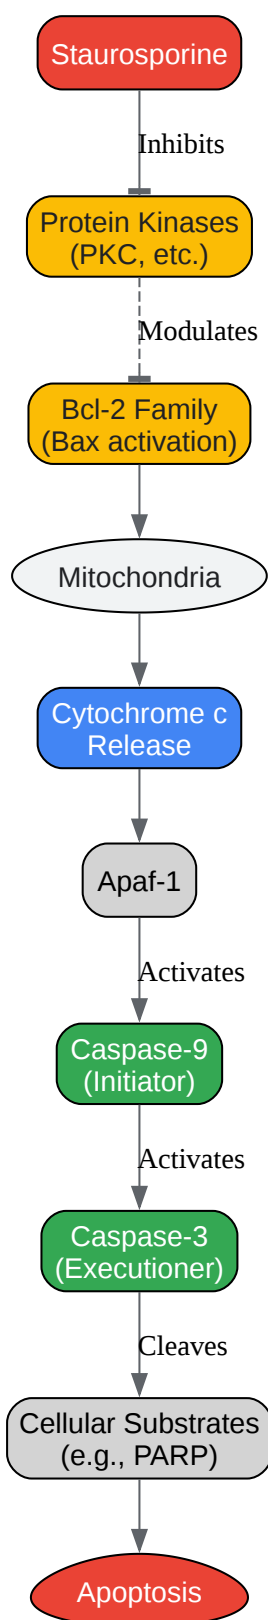 Staurosporine
Inhibits
Protein Kinases
(PKC, etc.)
Modulates
Bcl-2 Family
(Bax activation)
Mitochondria
Cytochrome c
Release
Apaf-1
Activates
Caspase-9
(Initiator)
Activates
Caspase-3
(Executioner)
Cleaves
Cellular Substrates
(e.g., PARP)
Apoptosis